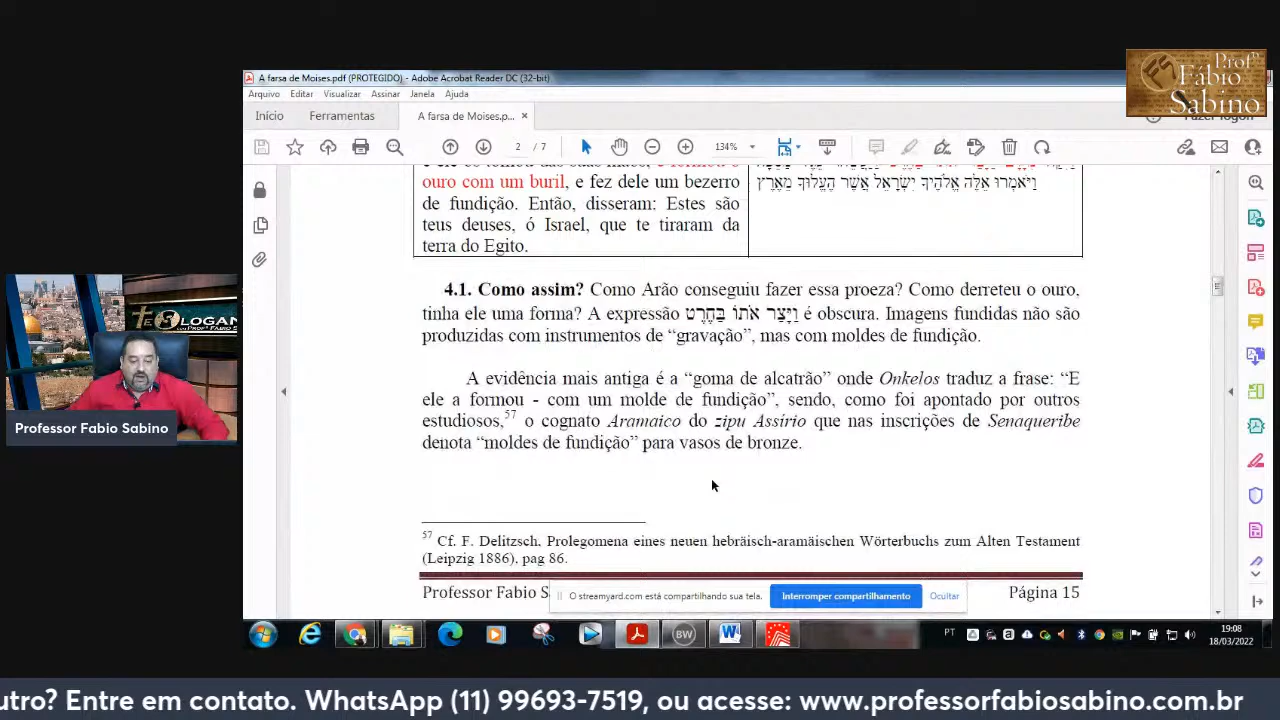 Profº
Fábio
Sabino
A farsa de Moises.pdf (PROTEGIDO) - Adobe Acrobat Reader DC (32-bit)
Arquivo Editar Visualizar Assinar Janela Ajuda
Início Ferramentas A farsa de Moises.p... ×
2 / 7 134%
ouro com um buril, e fez dele um bezerro
de fundição. Então, disseram: Estes são
teus deuses, ó Israel, que te tiraram da
terra do Egito.
וַיֹּאמְרוּ אֵלֶּה אֱלֹהֶיךָ יִשְׂרָאֵל אֲשֶׁר הֶעֱלוּךָ מֵאֶרֶץ
4.1. Como assim? Como Arão conseguiu fazer essa proeza? Como derreteu o ouro,
tinha ele uma forma? A expressão וַיָּצַר אֹתוֹ בַּחֶרֶט é obscura. Imagens fundidas não são
produzidas com instrumentos de “gravação”, mas com moldes de fundição.
A evidência mais antiga é a “goma de alcatrão” onde Onkelos traduz a frase: “E
ele a formou - com um molde de fundição”, sendo, como foi apontado por outros
estudiosos,57 o cognato Aramaico do zipu Assírio que nas inscrições de Senaqueribe
denota “moldes de fundição” para vasos de bronze.
57 Cf. F. Delitzsch, Prolegomena eines neuen hebräisch-aramäischen Wörterbuchs zum Alten Testament
(Leipzig 1886), pag 86.
Professor Fabio S
Página 15
O streamyard.com está compartilhando sua tela. Interromper compartilhamento Ocultar
TE SLOGAN
Professor Fabio Sabino
BW
PT
19:08
18/03/2022
utro? Entre em contato. WhatsApp (11) 99693-7519, ou acesse: www.professorfabiosabino.com.br